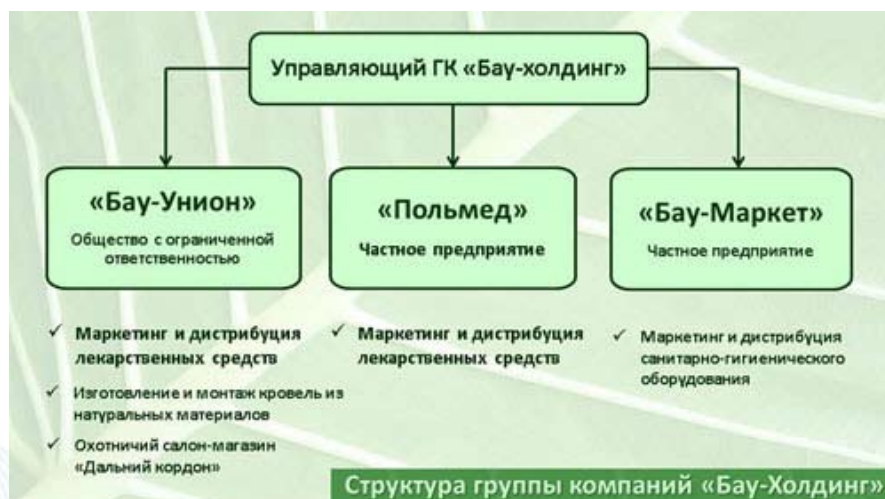 Управляющий ГК «Бау-холдинг»
«Бау-Унион»
Общество с ограниченной
ответственностью
«Польмед»
Частное предприятие
«Бау-Маркет»
Частное предприятие
✓ Маркетинг и дистрибуция
лекарственных средств
✓ Изготовление и монтаж кровель из
натуральных материалов
✓ Охотничий салон-магазин
«Дальний кордон»
✓ Маркетинг и дистрибуция
лекарственных средств
✓ Маркетинг и дистрибуция
санитарно-гигиенического
оборудования
Структура группы компаний «Бау-Холдинг»